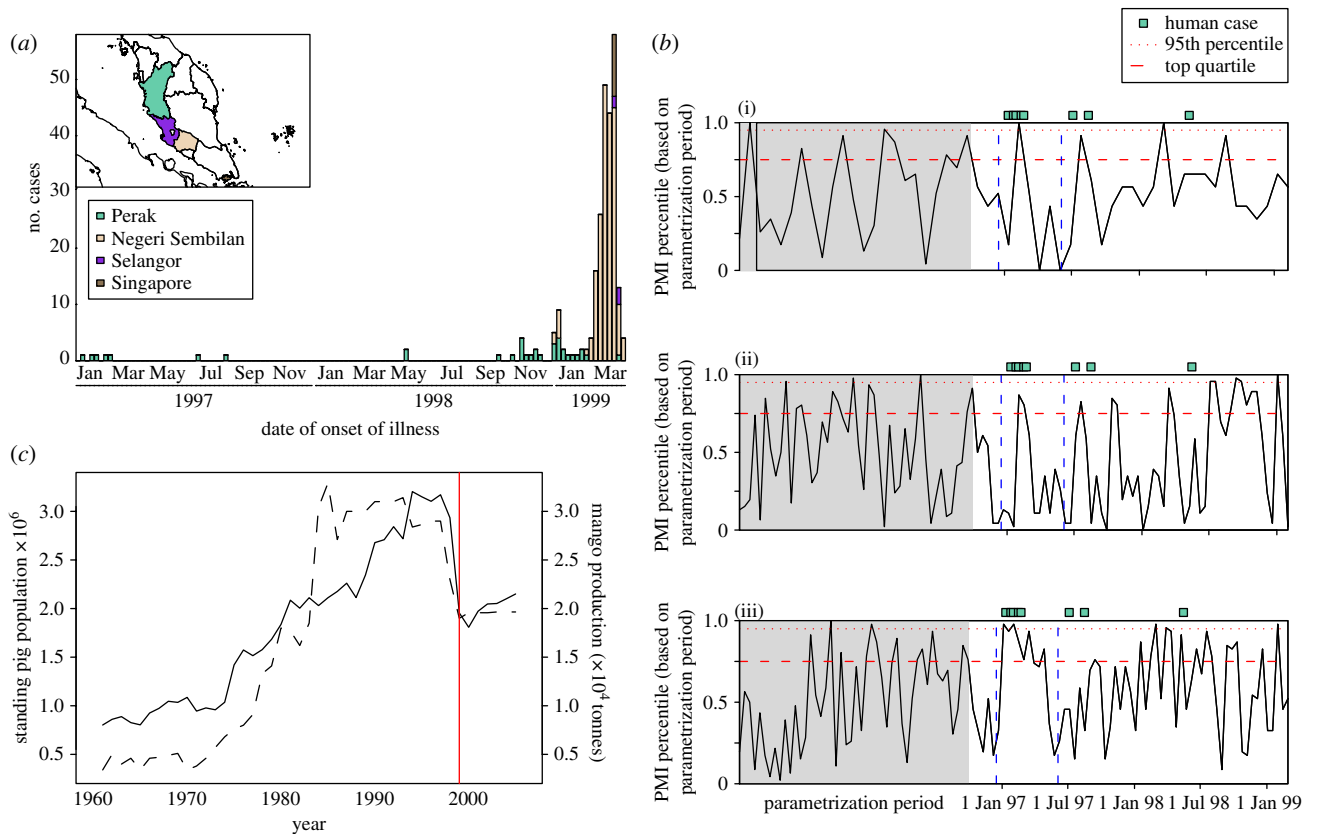 (a)
50
40
30
20
10
0
no. cases
Perak
Negeri Sembilan
Selangor
Singapore
Jan Mar May Jul Sep Nov Jan Mar May Jul Sep Nov Jan Mar
1997 1998 1999
date of onset of illness
(b)
human case
95th percentile
top quartile
(i)
1.0
0.5
0
PMI percentile (based on
parametrization period)
(ii)
1.0
0.5
0
PMI percentile (based on
parametrization period)
(iii)
1.0
0.5
0
PMI percentile (based on
parametrization period)
parametrization period 1 Jan 97 1 Jul 97 1 Jan 98 1 Jul 98 1 Jan 99
(c)
3.0
2.5
2.0
1.5
1.0
0.5
standing pig population ×10⁶
3.0
2.5
2.0
1.5
1.0
0.5
mango production (×10⁴ tonnes)
1960 1970 1980 1990 2000
year